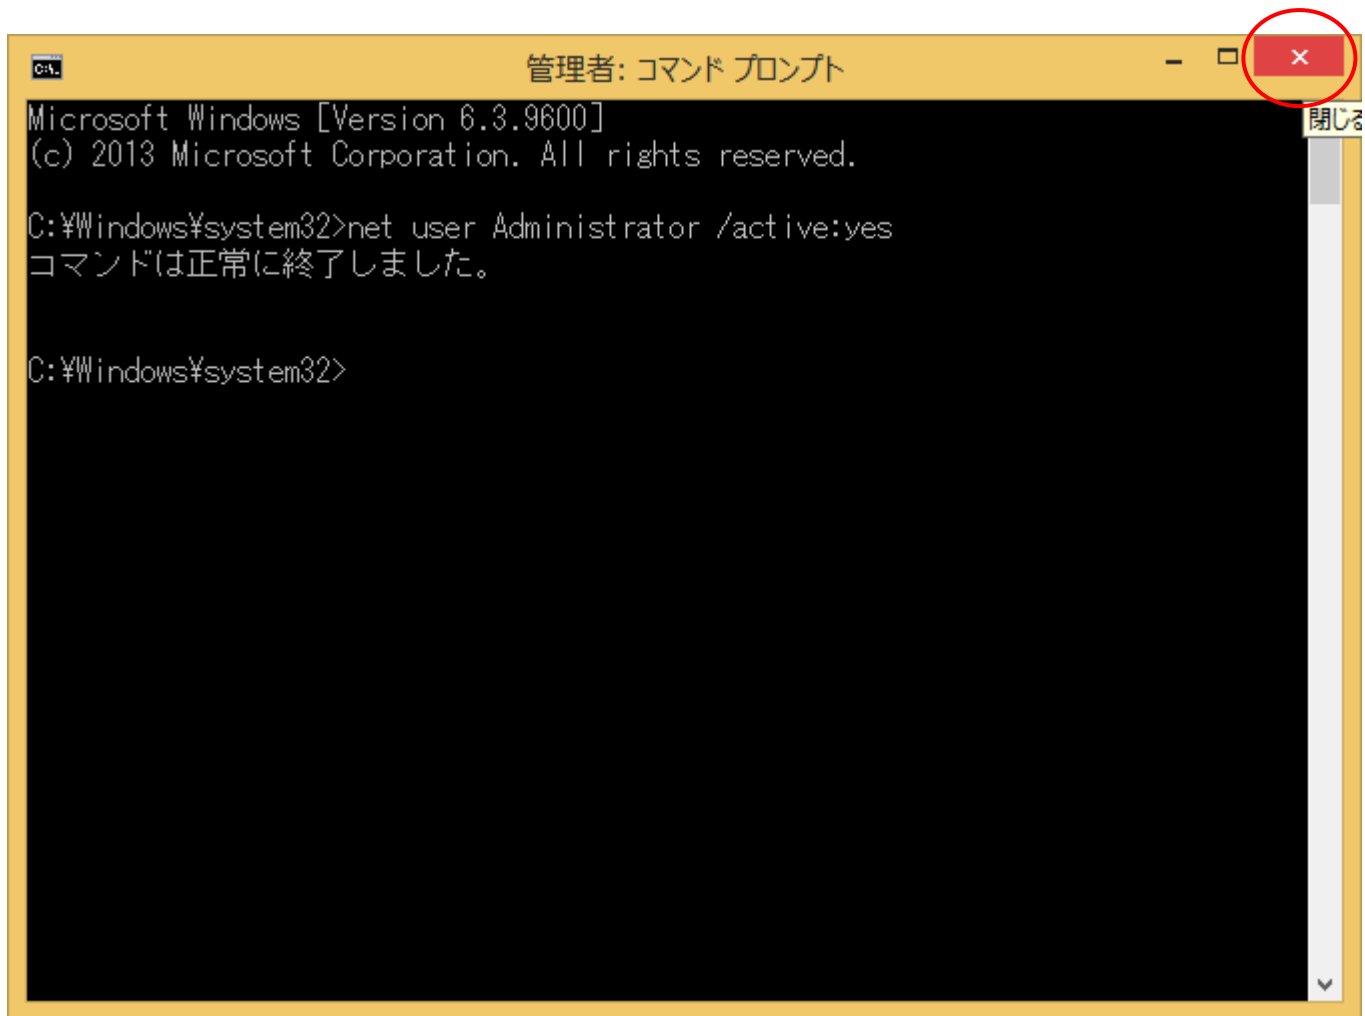 C:\.
管理者: コマンド プロンプト
Microsoft Windows [Version 6.3.9600]
(c) 2013 Microsoft Corporation. All rights reserved.
C:¥Windows¥system32>net user Administrator /active:yes
コマンドは正常に終了しました。
C:¥Windows¥system32>
閉じる